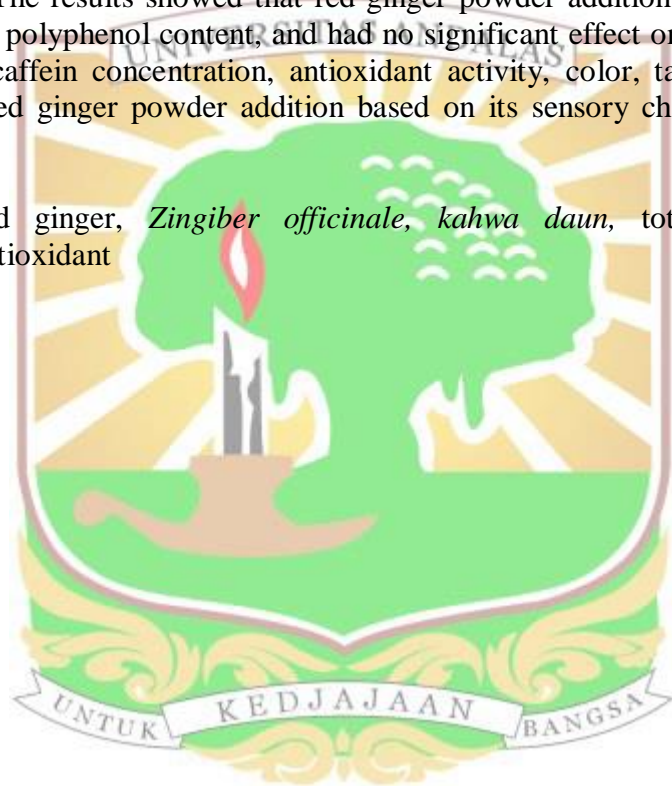 The results showed that red ginger powder addition
polyphenol content, and had no significant effect on
caffein concentration, antioxidant activity, color, ta
ed ginger powder addition based on its sensory ch
d ginger, Zingiber officinale, kahwa daun, tot
tioxidant
UNIVERSITAS ANDALAS
UNTUK KEDJAJAAN BANGSA